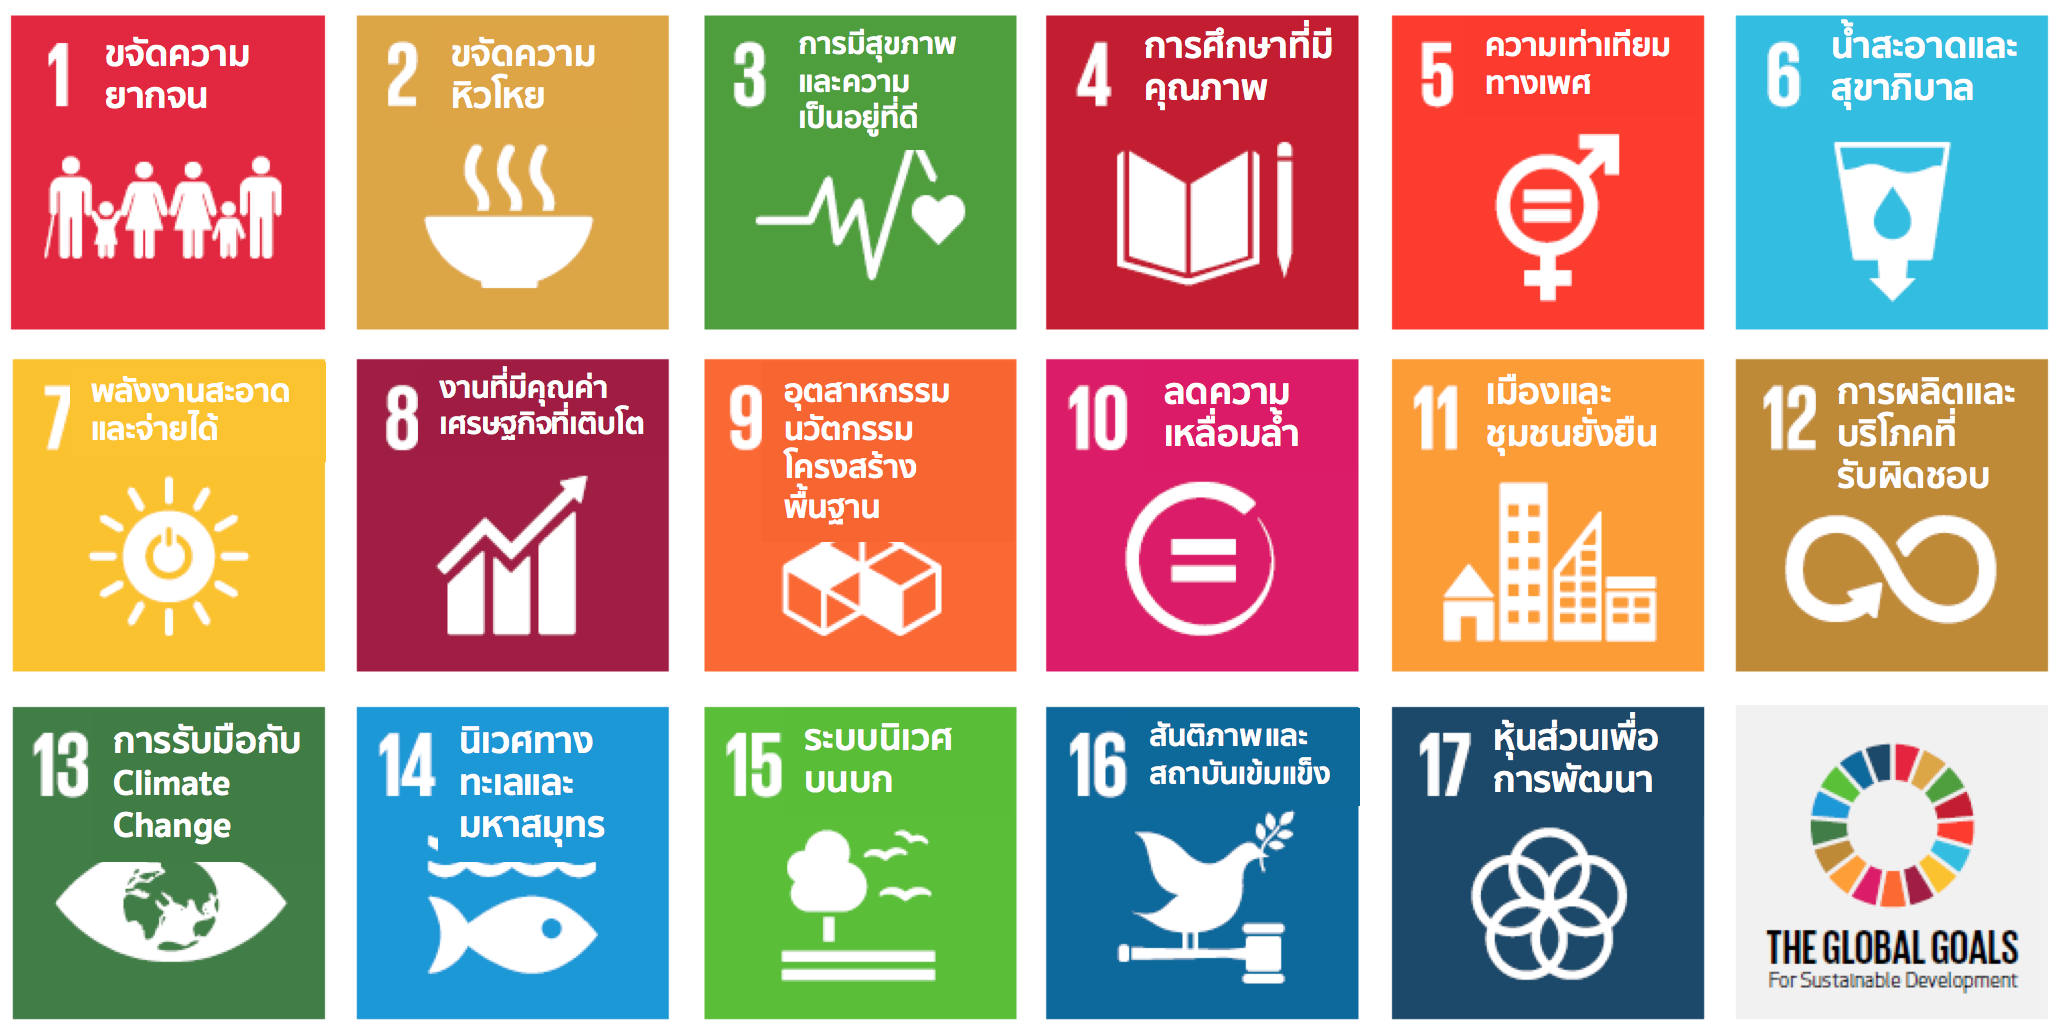 1
ขจัดความ
ยากจน
2
ขจัดความ
หิวโหย
3
การมีสุขภาพ
และความ
เป็นอยู่ที่ดี
4
การศึกษาที่มี
คุณภาพ
5
ความเท่าเทียม
ทางเพศ
6
น้ำสะอาดและ
สุขาภิบาล
7
พลังงานสะอาด
และจ่ายได้
8
งานที่มีคุณค่า
เศรษฐกิจที่เติบโต
9
อุตสาหกรรม
นวัตกรรม
โครงสร้าง
พื้นฐาน
10
ลดความ
เหลื่อมล้ำ
11
เมืองและ
ชุมชนยั่งยืน
12
การผลิตและ
บริโภคที่
รับผิดชอบ
13
การรับมือกับ
Climate
Change
14
นิเวศทาง
ทะเลและ
มหาสมุทร
15
ระบบนิเวศ
บนบก
16
สันติภาพและ
สถาบันเข้มแข็ง
17
หุ้นส่วนเพื่อ
การพัฒนา
THE GLOBAL GOALS
For Sustainable Development